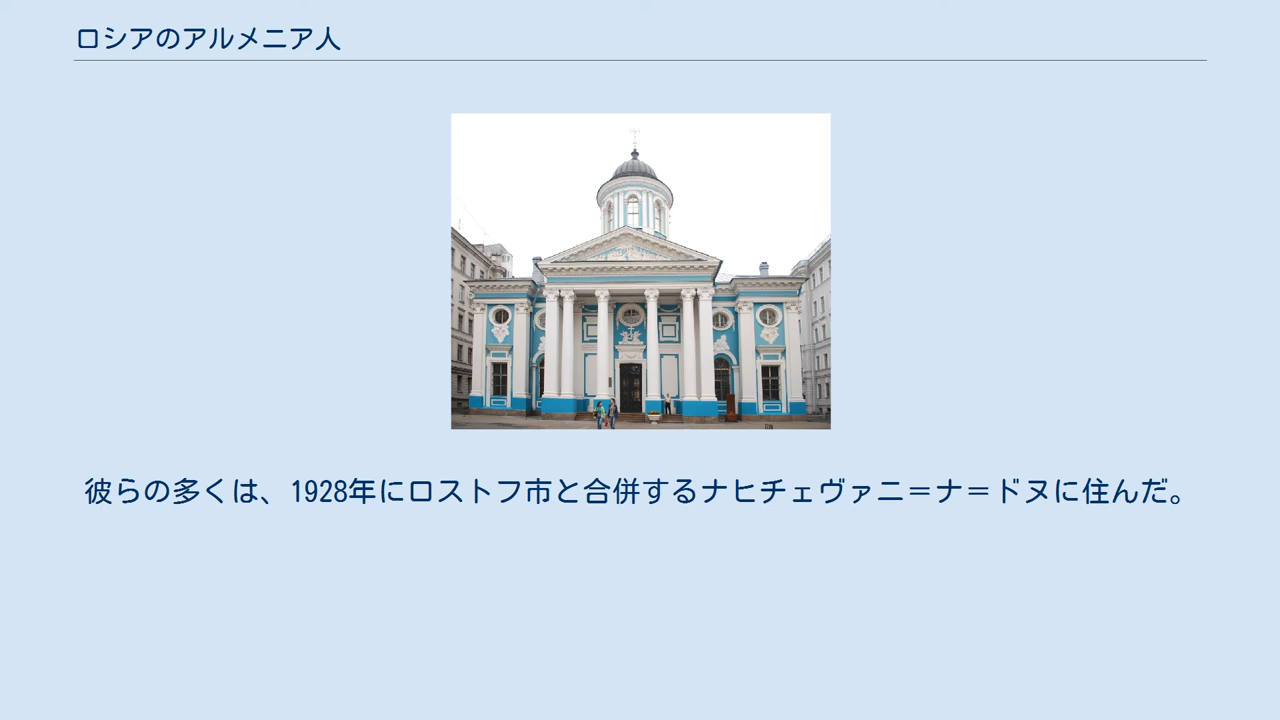 ロシアのアルメニア人
彼らの多くは、1928年にロストフ市と合併するナヒチェヴァニ＝ナ＝ドヌに住んだ。